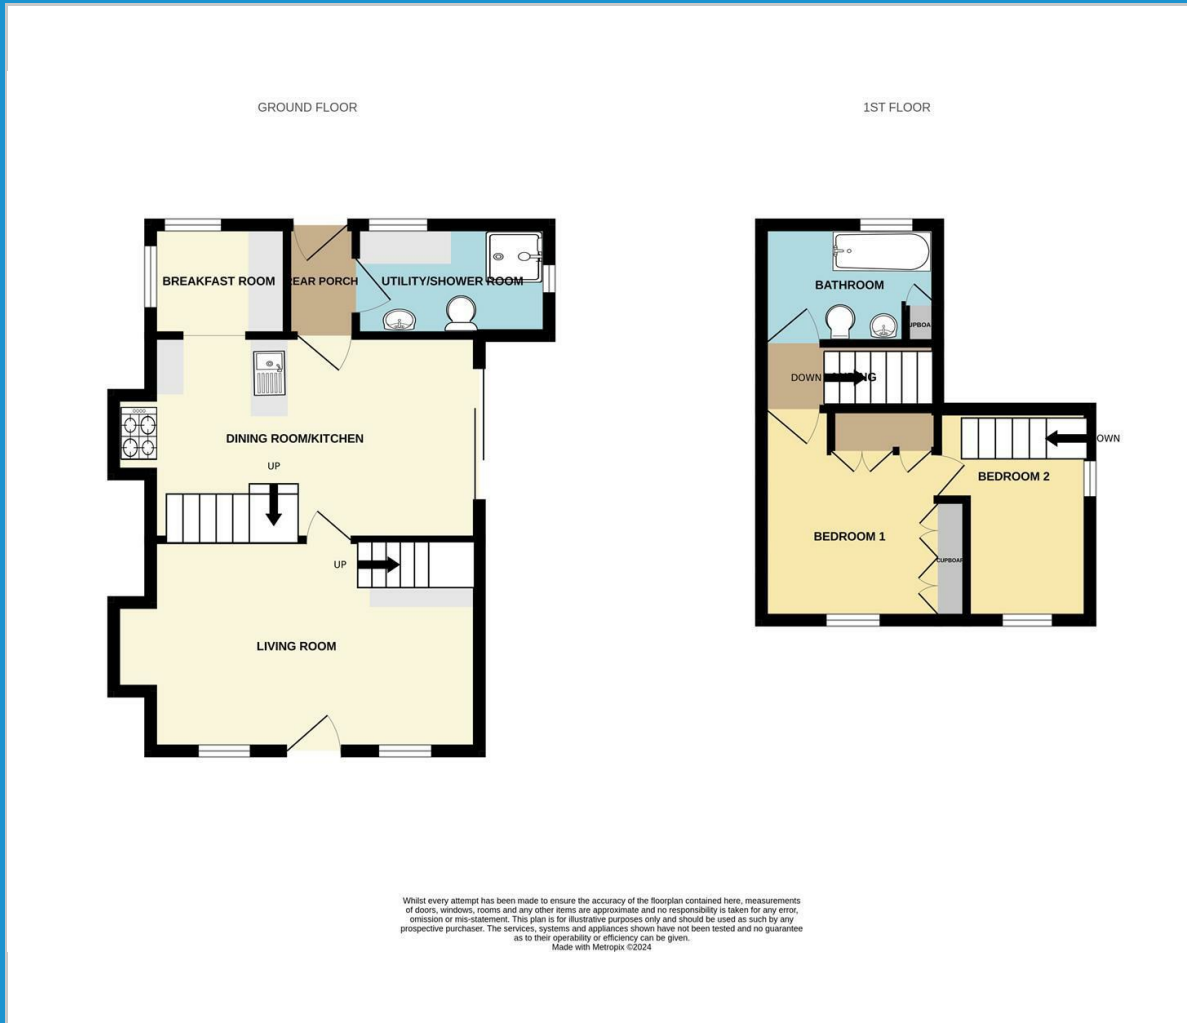 GROUND FLOOR
1ST FLOOR
BREAKFAST ROOM
REAR PORCH
UTILITY/SHOWER ROOM
DINING ROOM/KITCHEN
UP
UP
LIVING ROOM
BATHROOM
UPBOA
DOWN
BEDROOM 1
CUPBOAR
BEDROOM 2
OWN
Whilst every attempt has been made to ensure the accuracy of the floorplan contained here, measurements
of doors, windows, rooms and any other items are approximate and no responsibility is taken for any error,
omission or mis-statement. This plan is for illustrative purposes only and should be used as such by any
prospective purchaser. The services, systems and appliances shown have not been tested and no guarantee
as to their operability or efficiency can be given.
Made with Metropix ©2024